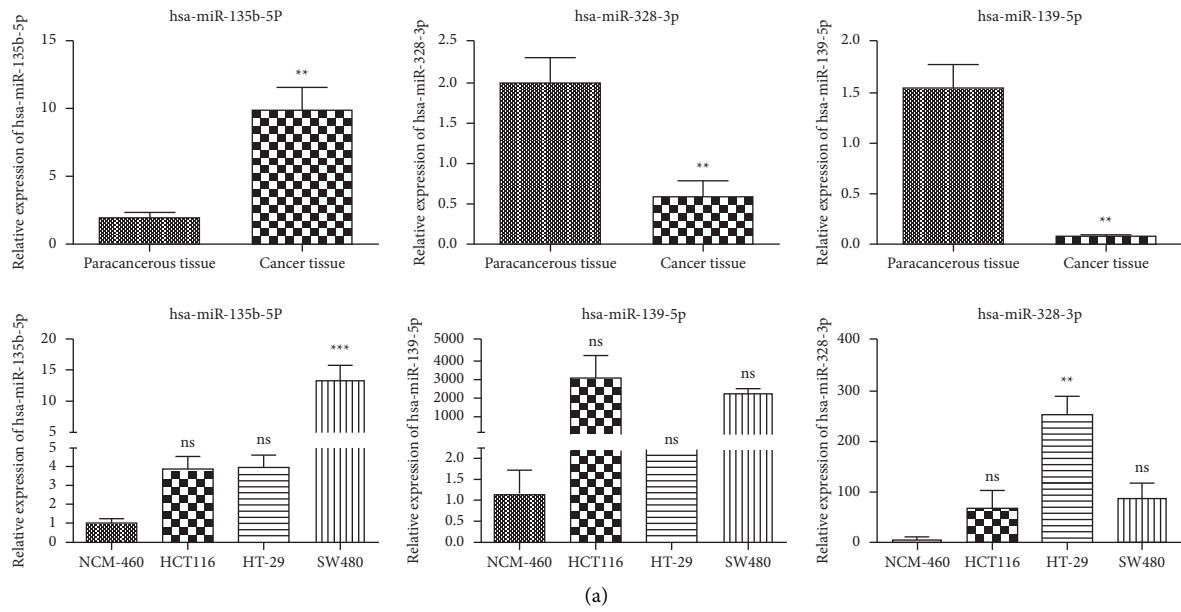 hsa-miR-135b-5P
Relative expression of hsa-miR-135b-5p
15
10
5
0
**
Paracancerous tissue
Cancer tissue
hsa-miR-328-3p
Relative expression of hsa-miR-328-3p
2.5
2.0
1.5
1.0
0.5
0.0
**
Paracancerous tissue
Cancer tissue
hsa-miR-139-5p
Relative expression of hsa-miR-139-5p
2.0
1.5
1.0
0.5
0.0
**
Paracancerous tissue
Cancer tissue
hsa-miR-135b-5P
Relative expression of hsa-miR-135b-5p
20
15
10
5
5
4
3
2
1
0
ns
ns
***
NCM-460
HCT116
HT-29
SW480
hsa-miR-139-5p
Relative expression of hsa-miR-139-5p
5000
4000
3000
2000
1000
2.0
1.5
1.0
0.5
0.0
ns
ns
ns
NCM-460
HCT116
HT-29
SW480
hsa-miR-328-3p
Relative expression of hsa-miR-328-3p
400
300
200
100
0
ns
**
ns
NCM-460
HCT116
HT-29
SW480
(a)